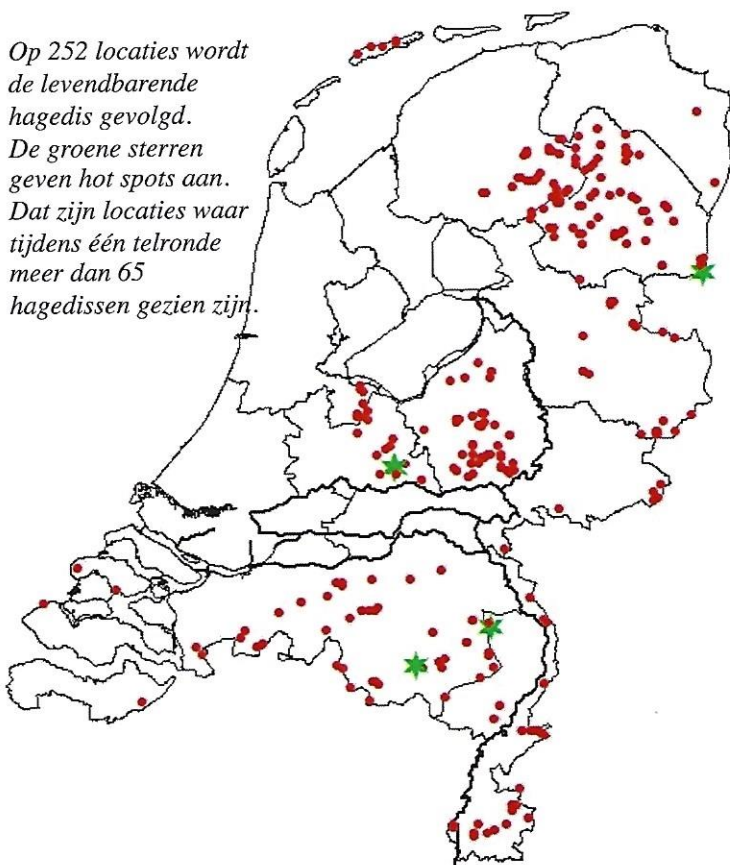 Op 252 locaties wordt
de levendbarende
hagedis gevolgd.
De groene sterren
geven hot spots aan.
Dat zijn locaties waar
tijdens één telronde
meer dan 65
hagedissen gezien zijn.